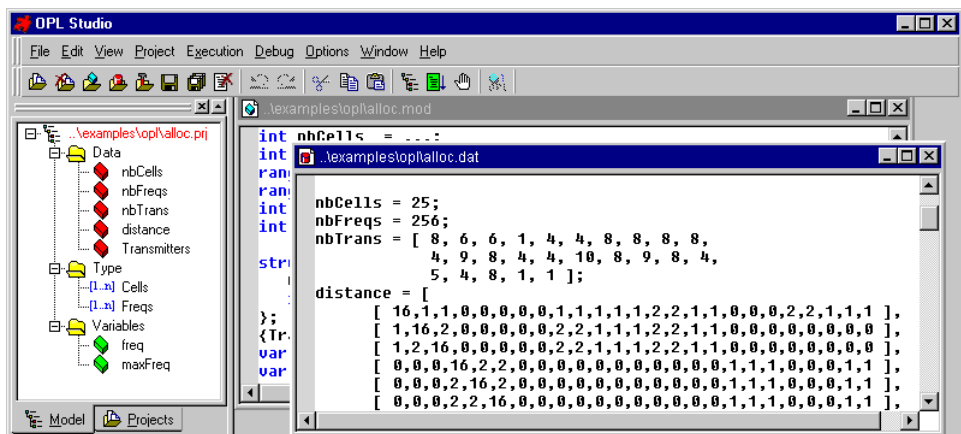 OPL Studio
File Edit View Project Execution Debug Options Window Help
..\examples\opl\alloc.prj
Data
nbCells
nbFreqs
nbTrans
distance
Transmitters
Type
[1..n] Cells
[1..n] Freqs
Variables
freq
maxFreq
Model Projects
..\examples\opl\alloc.mod
int nbCells = ...;
int
rang
rang
int
int
stru
};
{Tr
var
var
..\examples\opl\alloc.dat
nbCells = 25;
nbFreqs = 256;
nbTrans = [ 8, 6, 6, 1, 4, 4, 8, 8, 8, 8,
4, 9, 8, 4, 4, 10, 8, 9, 8, 4,
5, 4, 8, 1, 1 ];
distance = [
[ 16,1,1,0,0,0,0,0,1,1,1,1,1,2,2,1,1,0,0,0,2,2,1,1,1 ],
[ 1,16,2,0,0,0,0,0,2,2,1,1,1,2,2,1,1,0,0,0,0,0,0,0,0 ],
[ 1,2,16,0,0,0,0,0,2,2,1,1,1,2,2,1,1,0,0,0,0,0,0,0,0 ],
[ 0,0,0,16,2,2,0,0,0,0,0,0,0,0,0,0,0,1,1,1,0,0,0,1,1 ],
[ 0,0,0,2,16,2,0,0,0,0,0,0,0,0,0,0,0,1,1,1,0,0,0,1,1 ],
[ 0,0,0,2,2,16,0,0,0,0,0,0,0,0,0,0,0,1,1,1,0,0,0,1,1 ],